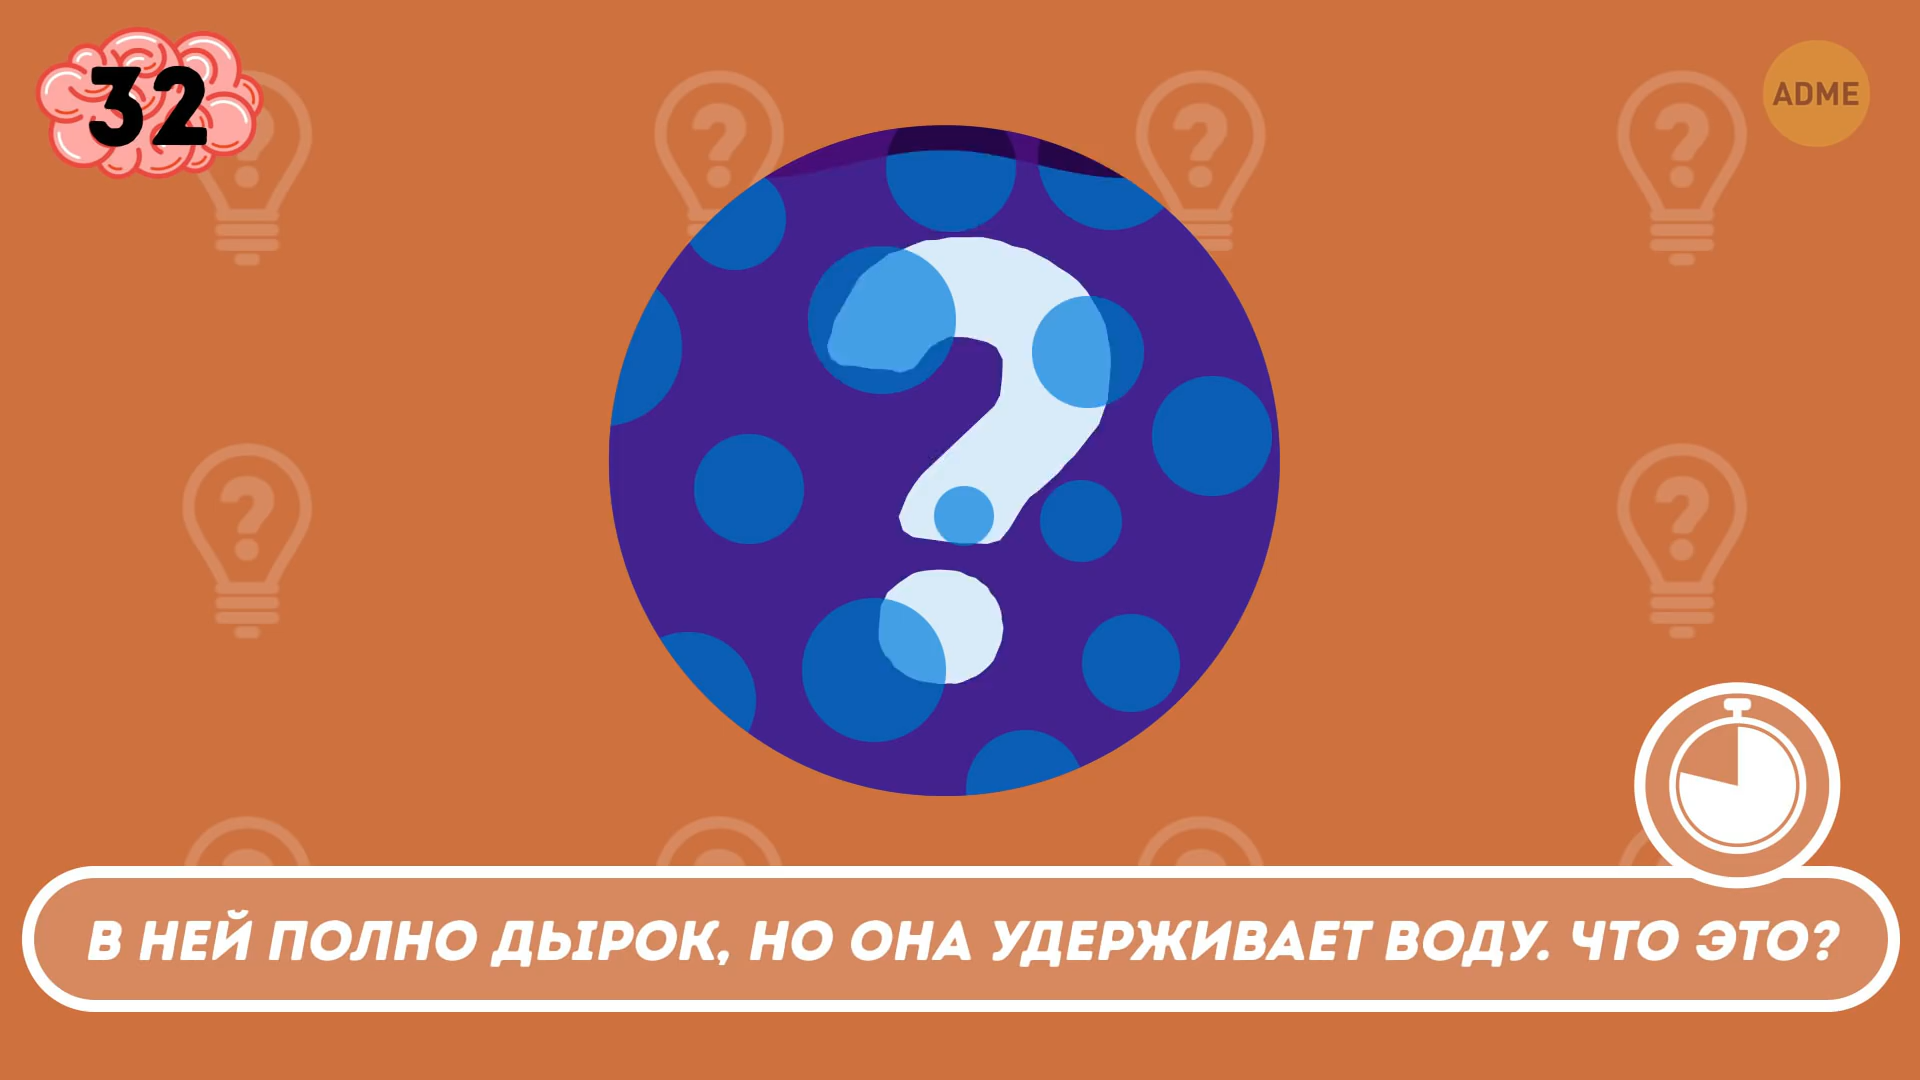 32
ADME
?
В НЕЙ ПОЛНО ДЫРОК, НО ОНА УДЕРЖИВАЕТ ВОДУ. ЧТО ЭТО?